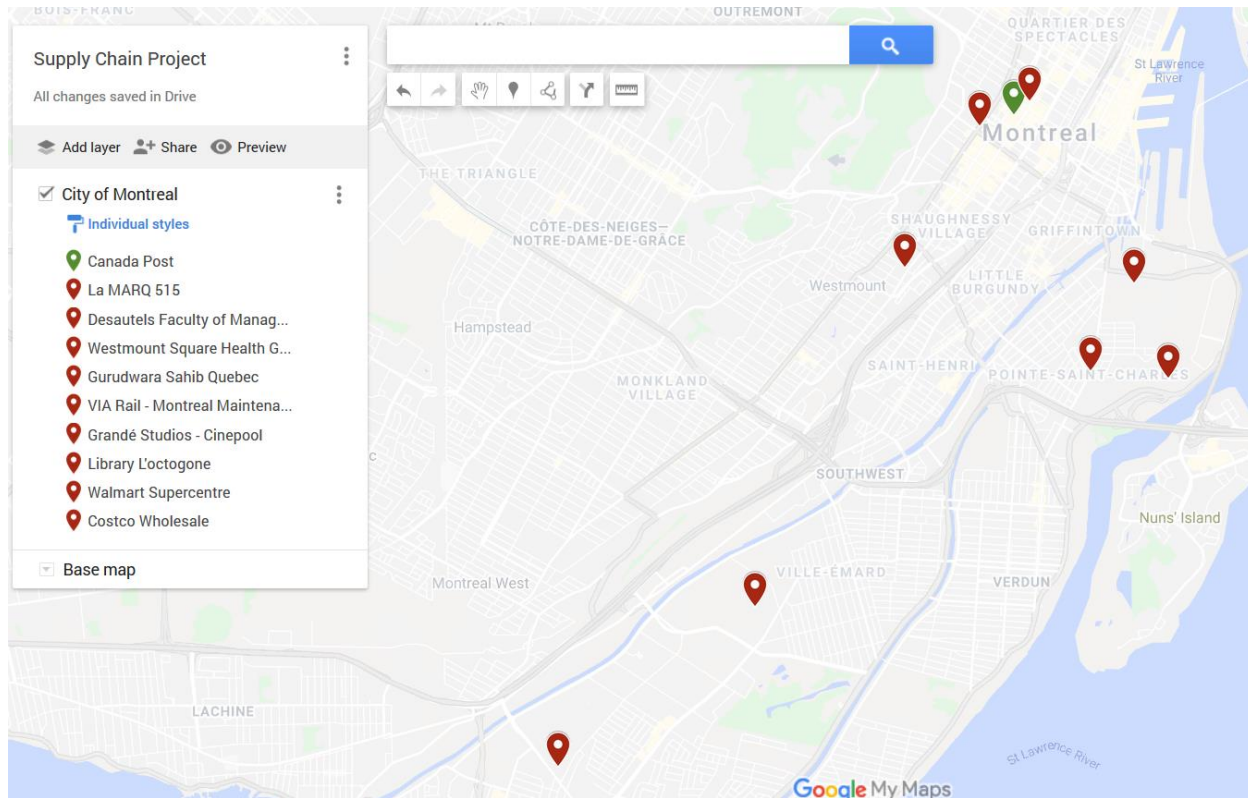 BOIS-FRANC
OUTREMONT
QUARTIER DES
SPECTACLES
St Lawrence
River
Supply Chain Project
All changes saved in Drive
Add layer Share Preview
City of Montreal
Individual styles
Canada Post
La MARQ 515
Desautels Faculty of Manag...
Westmount Square Health G...
Gurudwara Sahib Quebec
VIA Rail - Montreal Maintena...
Grandé Studios - Cinepool
Library L'octogone
Walmart Supercentre
Costco Wholesale
Base map
Montreal
THE TRIANGLE
CÔTE-DES-NEIGES—
NOTRE-DAME-DE-GRÂCE
SHAUGHNESSY
VILLAGE
GRIFFINTOWN
Westmount
LITTLE
BURGUNDY
Hampstead
SAINT-HENRI
POINTE-SAINT-CHARLES
MONKLAND
VILLAGE
SOUTHWEST
Nuns' Island
Montreal West
VILLE-ÉMARD
VERDUN
LACHINE
St Lawrence River
Google My Maps